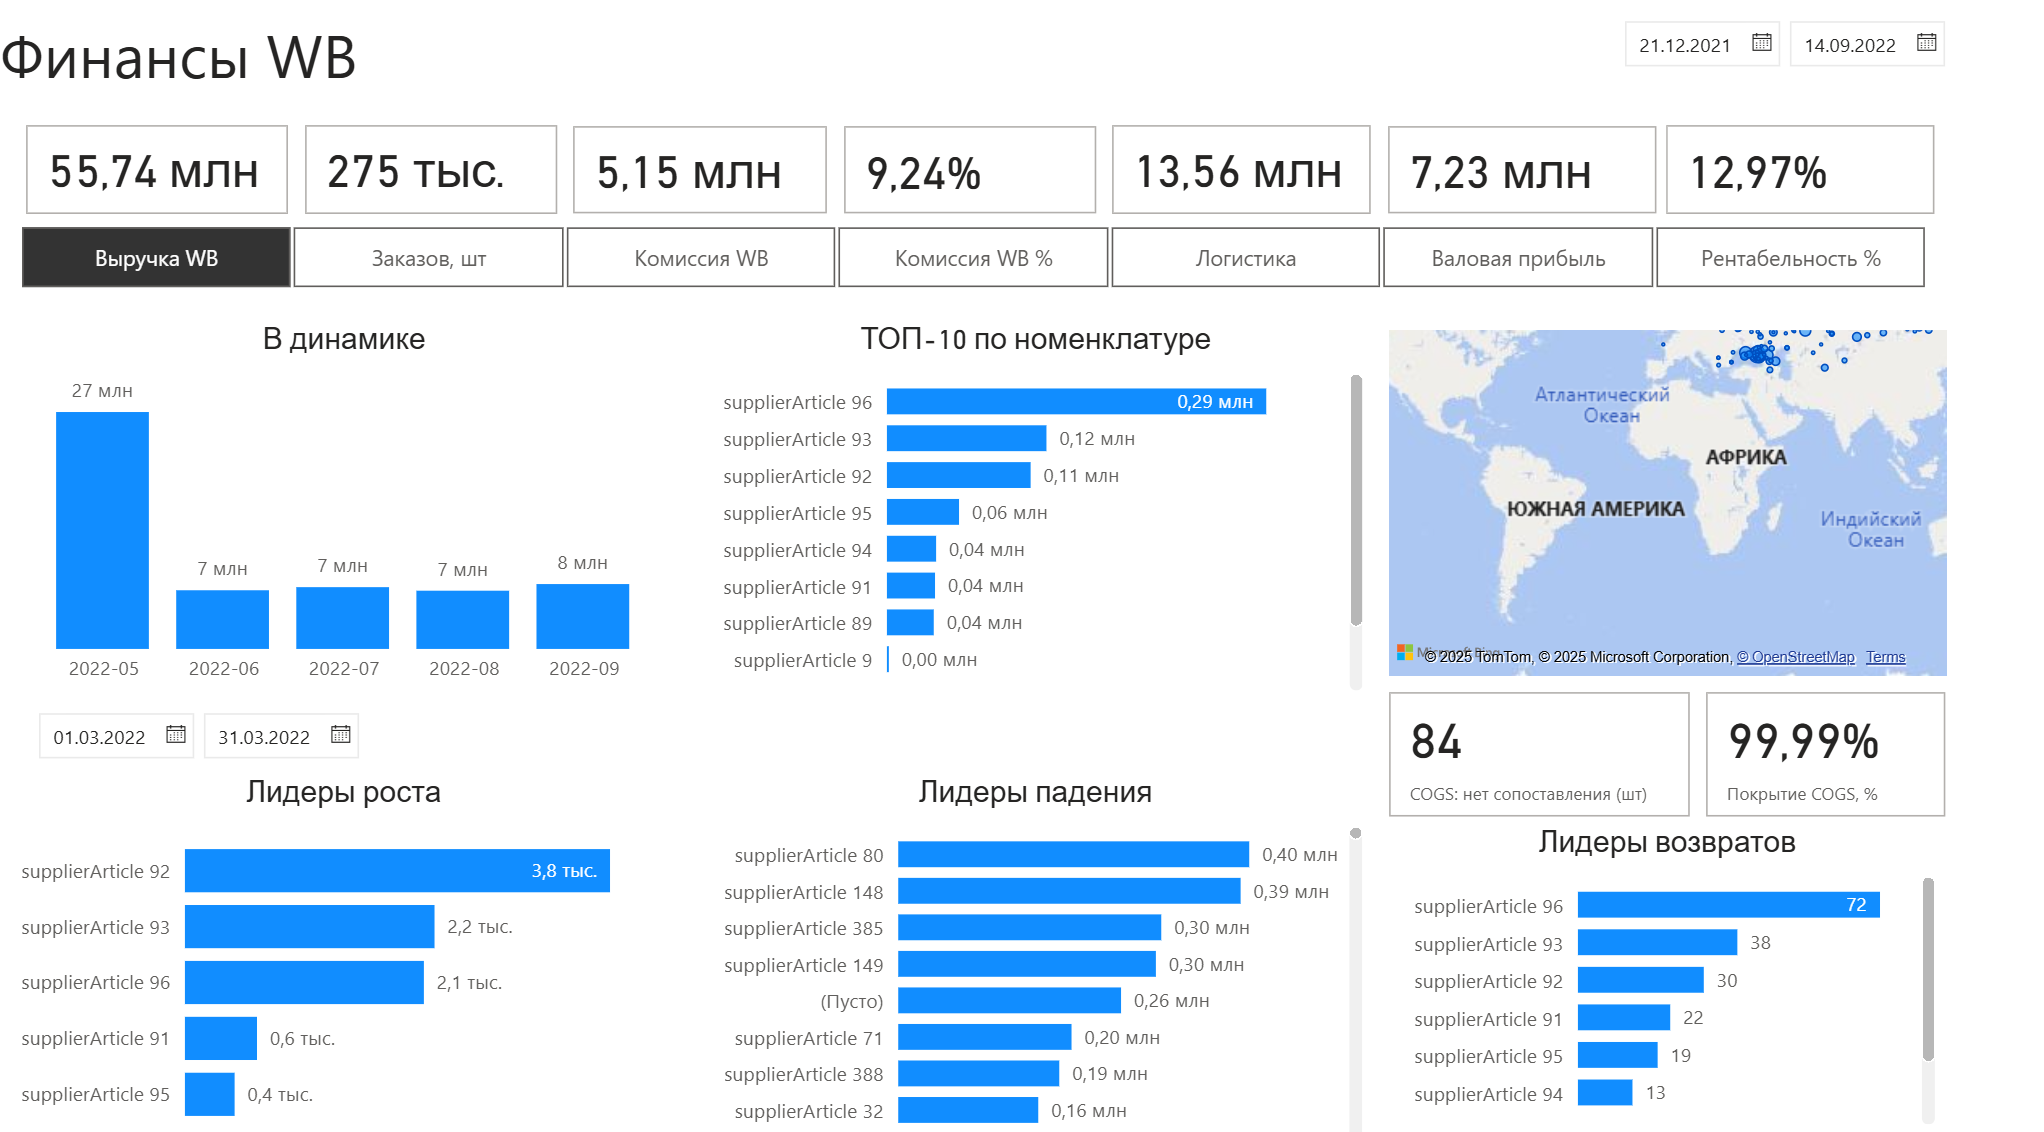 Финансы WB
21.12.2021
14.09.2022
55,74 млн
275 тыс.
5,15 млн
9,24%
13,56 млн
7,23 млн
12,97%
Выручка WB
Заказов, шт
Комиссия WB
Комиссия WB %
Логистика
Валовая прибыль
Рентабельность %
В динамике
27 млн
7 млн
7 млн
7 млн
8 млн
2022-05
2022-06
2022-07
2022-08
2022-09
ТОП-10 по номенклатуре
supplierArticle 96 0,29 млн
supplierArticle 93 0,12 млн
supplierArticle 92 0,11 млн
supplierArticle 95 0,06 млн
supplierArticle 94 0,04 млн
supplierArticle 91 0,04 млн
supplierArticle 89 0,04 млн
supplierArticle 9 0,00 млн
Атлантический
Океан
АФРИКА
ЮЖНАЯ АМЕРИКА
Индийский
Океан
© 2025 TomTom, © 2025 Microsoft Corporation, © OpenStreetMap Terms
01.03.2022
31.03.2022
84
COGS: нет сопоставления (шт)
99,99%
Покрытие COGS, %
Лидеры роста
supplierArticle 92 3,8 тыс.
supplierArticle 93 2,2 тыс.
supplierArticle 96 2,1 тыс.
supplierArticle 91 0,6 тыс.
supplierArticle 95 0,4 тыс.
Лидеры падения
supplierArticle 80 0,40 млн
supplierArticle 148 0,39 млн
supplierArticle 385 0,30 млн
supplierArticle 149 0,30 млн
(Пусто) 0,26 млн
supplierArticle 71 0,20 млн
supplierArticle 388 0,19 млн
supplierArticle 32 0,16 млн
Лидеры возвратов
supplierArticle 96 72
supplierArticle 93 38
supplierArticle 92 30
supplierArticle 91 22
supplierArticle 95 19
supplierArticle 94 13